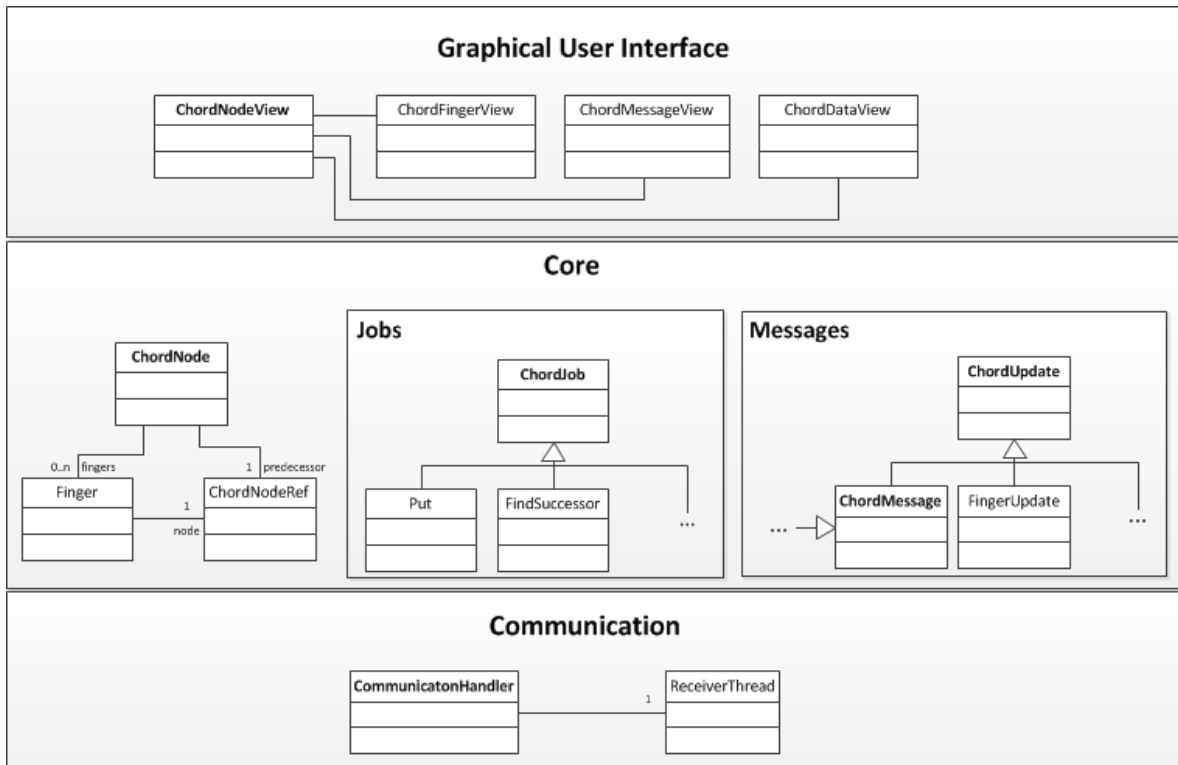 Graphical User Interface
ChordNodeView
ChordFingerView
ChordMessageView
ChordDataView
Core
ChordNode
0..n fingers
1 predecessor
Finger
ChordNodeRef
1
node
Jobs
ChordJob
Put
FindSuccessor
...
Messages
ChordUpdate
ChordMessage
FingerUpdate
...
...
Communication
CommunicatonHandler
1
ReceiverThread